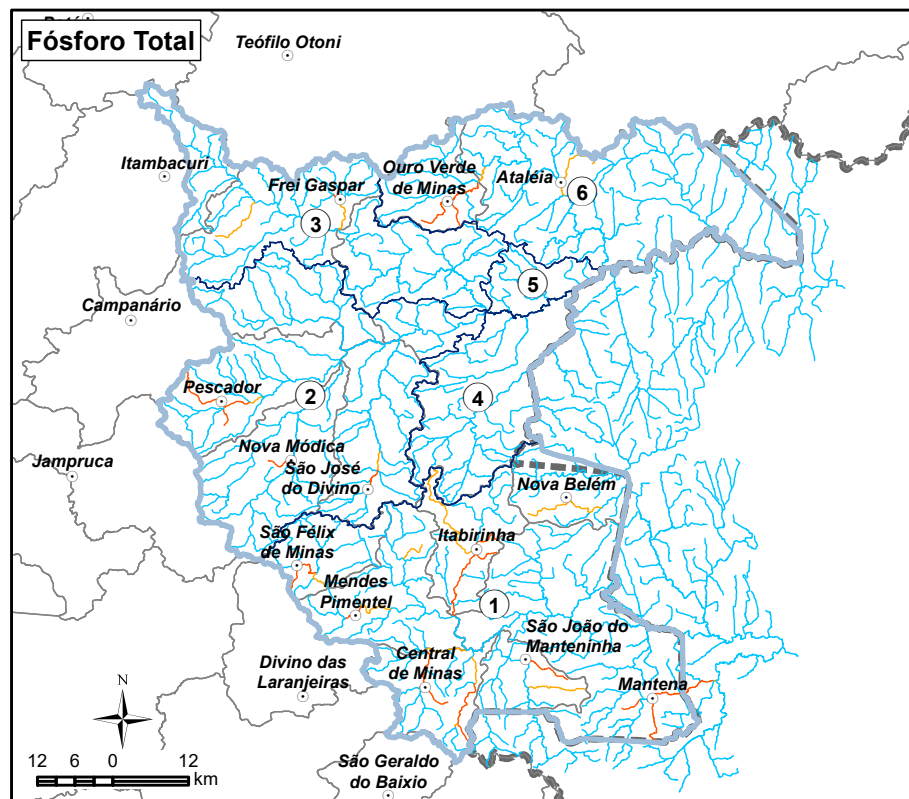 Fósforo Total
Teófilo Otoni
Itambacuri
Frei Gaspar
Ouro Verde
de Minas
Ataléia
6
3
5
Campanário
Pescador
2
4
Nova Módica
São José
do Divino
Jampruca
Nova Belém
São Félix
de Minas
Itabirinha
Mendes
Pimentel
1
São João do
Manteninha
Divino das
Laranjeiras
Central
de Minas
Mantena
N
12 6 0 12
km
São Geraldo
do Baixio